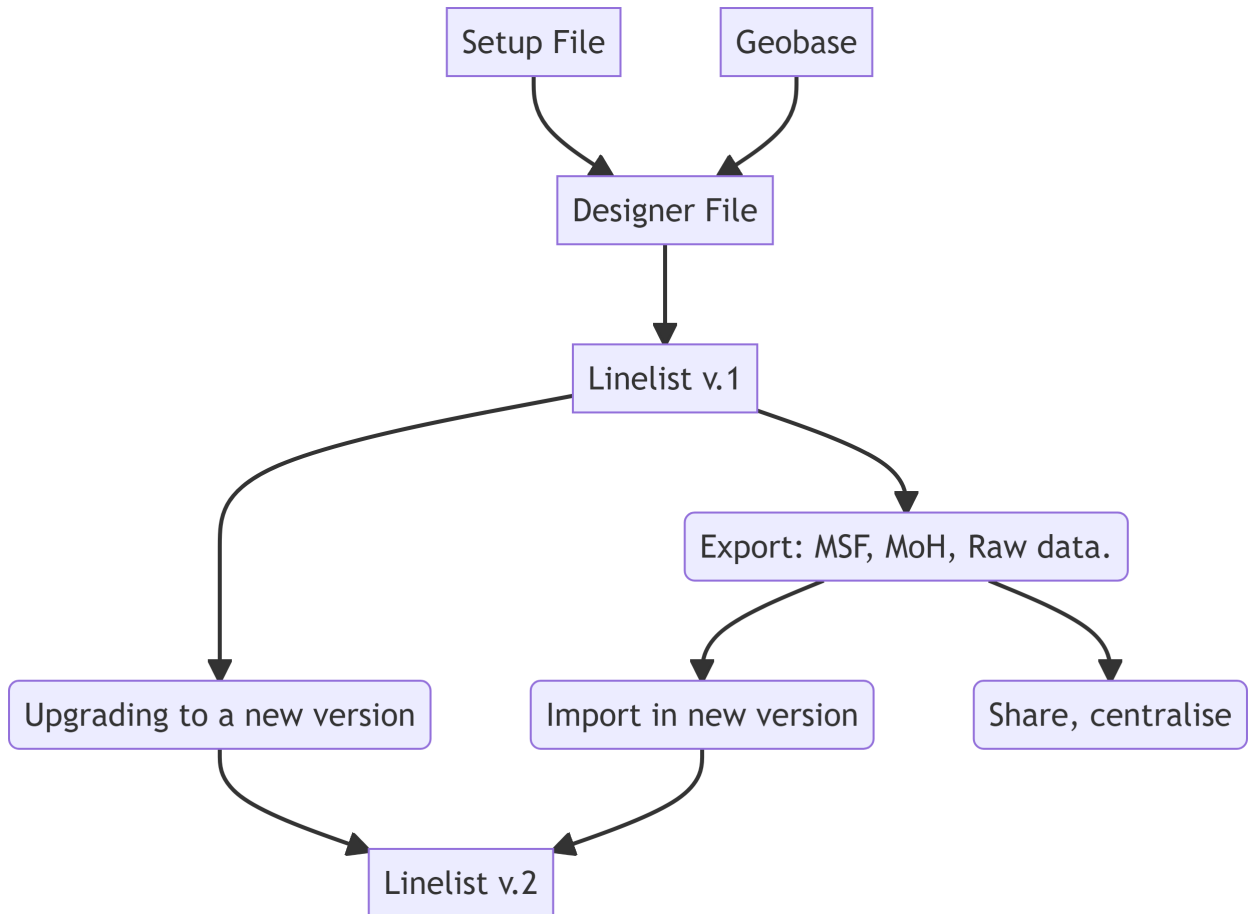 Setup File
Geobase
Designer File
Linelist v.1
Export: MSF, MoH, Raw data.
Upgrading to a new version
Import in new version
Share, centralise
Linelist v.2